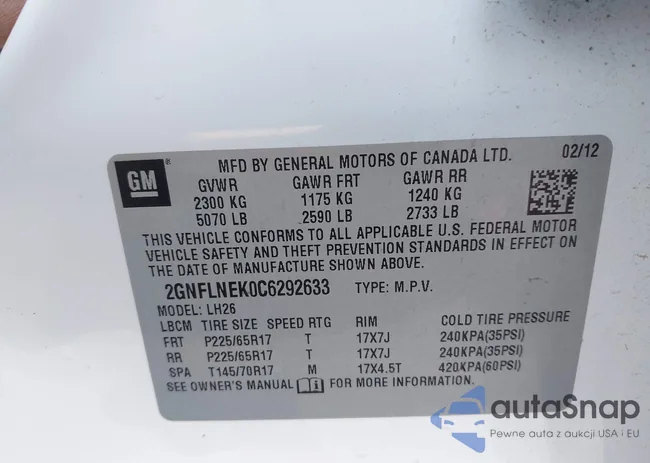 GM ®
MFD BY GENERAL MOTORS OF CANADA LTD. 02/12
GVWR GAWR FRT GAWR RR
2300 KG 1175 KG 1240 KG
5070 LB 2590 LB 2733 LB
THIS VEHICLE CONFORMS TO ALL APPLICABLE U.S. FEDERAL MOTOR
VEHICLE SAFETY AND THEFT PREVENTION STANDARDS IN EFFECT ON
THE DATE OF MANUFACTURE SHOWN ABOVE.
2GNFLNEK0C6292633 TYPE: M.P.V.
MODEL: LH26
LBCM TIRE SIZE SPEED RTG RIM COLD TIRE PRESSURE
FRT P225/65R17 T 17X7J 240KPA(35PSI)
RR P225/65R17 T 17X7J 240KPA(35PSI)
SPA T145/70R17 M 17X4.5T 420KPA(60PSI)
SEE OWNER'S MANUAL i FOR MORE INFORMATION.
autoSnap
Pewne auta z aukcji USA i EU